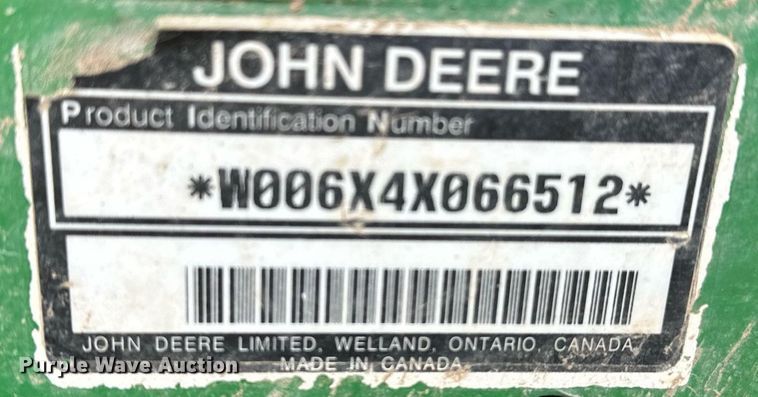 JOHN DEERE
Product Identification Number
*W006X4X066512*
JOHN DEERE LIMITED, WELLAND, ONTARIO, CANADA
MADE IN CANADA
Purple Wave Auction